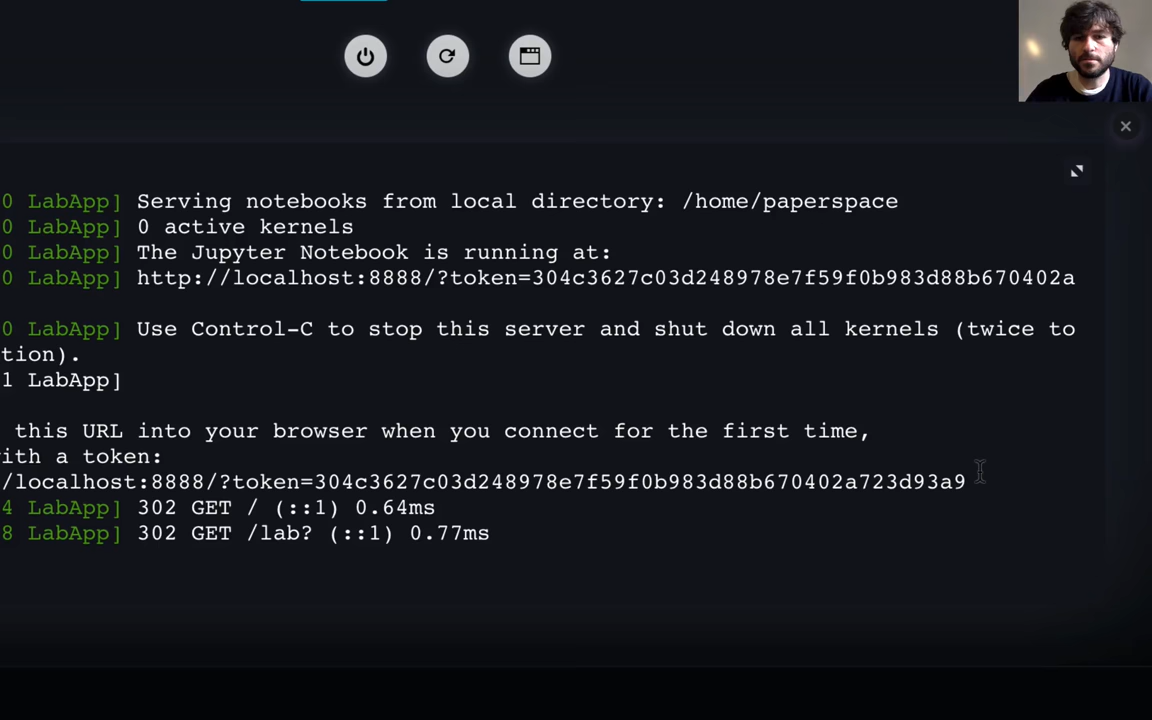 0 LabApp] Serving notebooks from local directory: /home/paperspace
0 LabApp] 0 active kernels
0 LabApp] The Jupyter Notebook is running at:
0 LabApp] http://localhost:8888/?token=304c3627c03d248978e7f59f0b983d88b670402a
0 LabApp] Use Control-C to stop this server and shut down all kernels (twice to
tion).
1 LabApp]
this URL into your browser when you connect for the first time,
ith a token:
/localhost:8888/?token=304c3627c03d248978e7f59f0b983d88b670402a723d93a9
4 LabApp] 302 GET / (::1) 0.64ms
8 LabApp] 302 GET /lab? (::1) 0.77ms